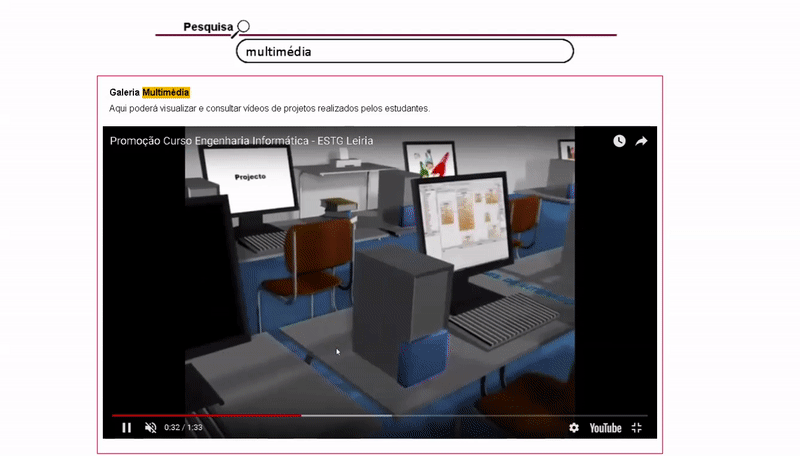 Pesquisa
multimédia
Galeria Multimédia
Aqui poderá visualizar e consultar vídeos de projetos realizados pelos estudantes.
Promoção Curso Engenharia Informática - ESTG Leiria
Projecto
0:32 / 1:33
YouTube